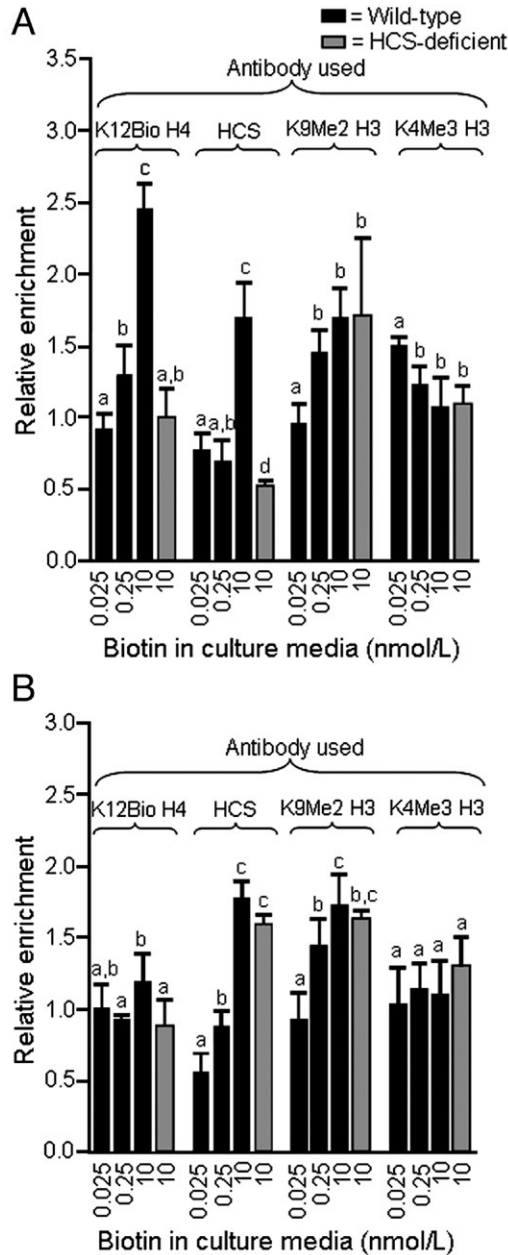 A
= Wild-type
= HCS-deficient
Antibody used
K12Bio H4 HCS K9Me2 H3 K4Me3 H3
3.5
3.0
2.5
2.0
1.5
1.0
0.5
0.0
Relative enrichment
a b c a,b a a,b c d a b b b a b b b
0.025 0.25 10 10 0.025 0.25 10 10 0.025 0.25 10 10 0.025 0.25 10 10
Biotin in culture media (nmol/L)
B
Antibody used
K12Bio H4 HCS K9Me2 H3 K4Me3 H3
3.0
2.5
2.0
1.5
1.0
0.5
0.0
Relative enrichment
a,b a b a a b c c a b c b,c a a a a
0.025 0.25 10 10 0.025 0.25 10 10 0.025 0.25 10 10 0.025 0.25 10 10
Biotin in culture media (nmol/L)